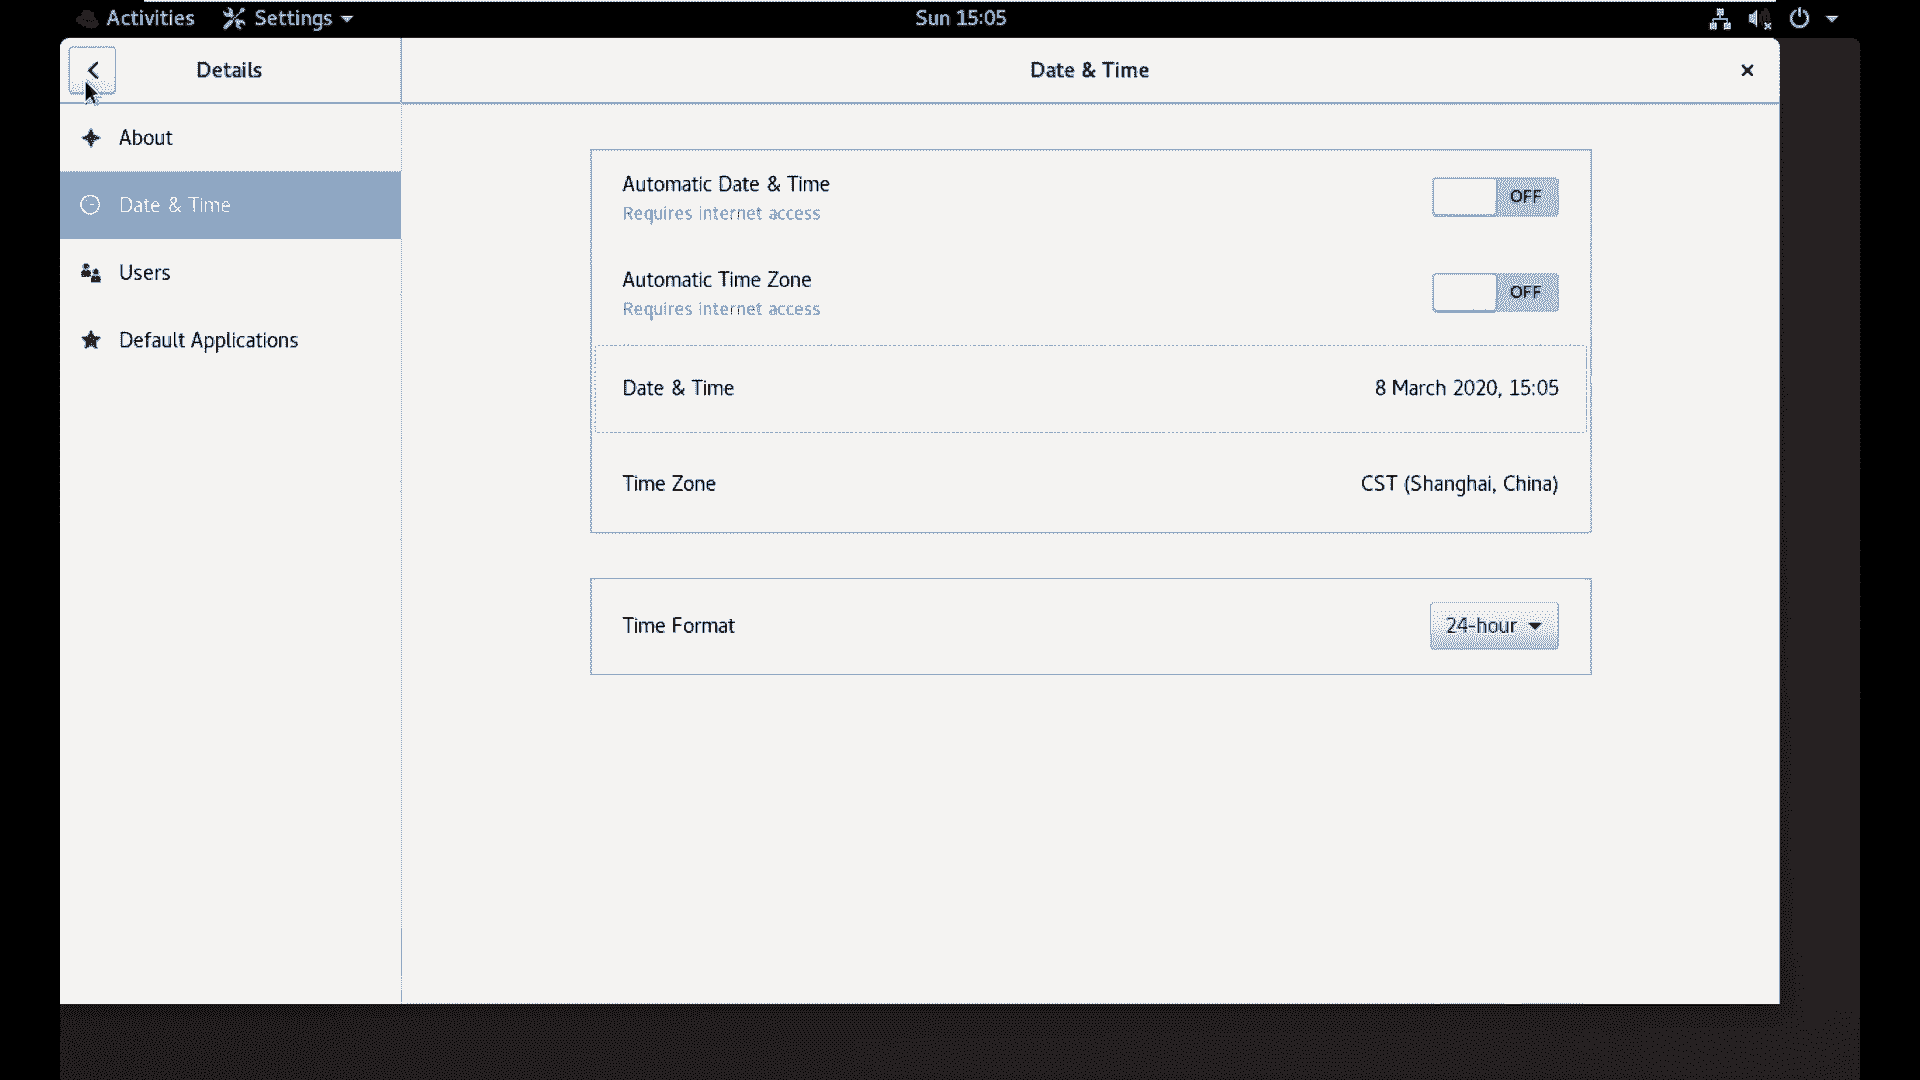 Activities
Settings
Sun 15:05
Details
Date & Time
About
Date & Time
Users
Default Applications
Automatic Date & Time
Requires internet access
OFF
Automatic Time Zone
Requires internet access
OFF
Date & Time
8 March 2020, 15:05
Time Zone
CST (Shanghai, China)
Time Format
24-hour